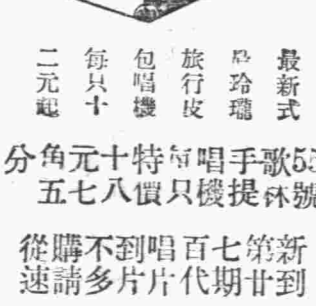 最新式
玲瓏
旅行皮
包唱機
每只十
二元起
55號
歌林
手提
唱機
每只
特價
十八
元七
角五
分
新到
第廿
七期
百代
唱片
到片
不多
購請
從速